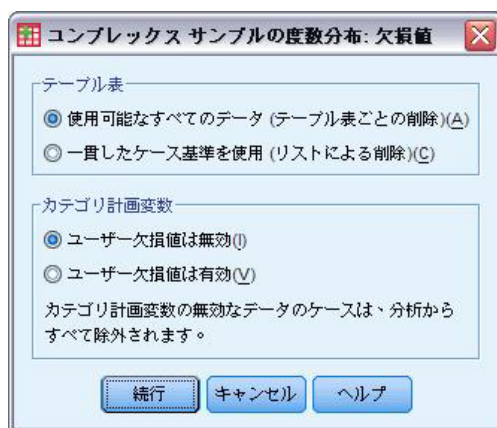 コンプレックス サンプルの度数分布: 欠損値
テーブル表
使用可能なすべてのデータ (テーブル表ごとの削除)(A)
一貫したケース基準を使用 (リストによる削除)(C)
カテゴリ計画変数
ユーザー欠損値は無効(I)
ユーザー欠損値は有効(V)
カテゴリ計画変数の無効なデータのケースは、分析から
すべて除外されます。
続行
キャンセル
ヘルプ